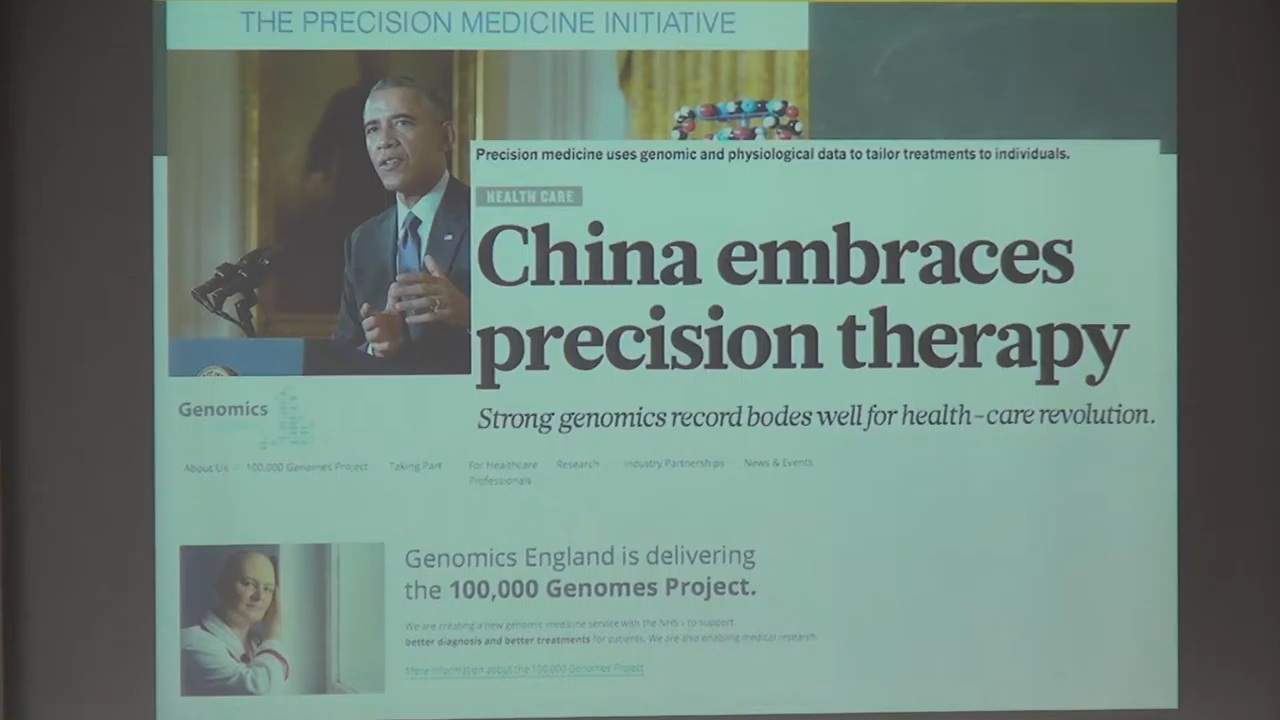 THE PRECISION MEDICINE INITIATIVE
Precision medicine uses genomic and physiological data to tailor treatments to individuals.
HEALTH CARE
China embraces
precision therapy
Strong genomics record bodes well for health-care revolution.
Genomics
About Us
100,000 Genomes Project
Taking Part
For Healthcare
Professionals
Research
Industry Partnerships
News & Events
Genomics England is delivering
the 100,000 Genomes Project.
We are creating a new genomic medicine service with the NHS - to support
better diagnosis and better treatments for patients. We are also enabling medical research.
More information about the 100,000 Genomes Project